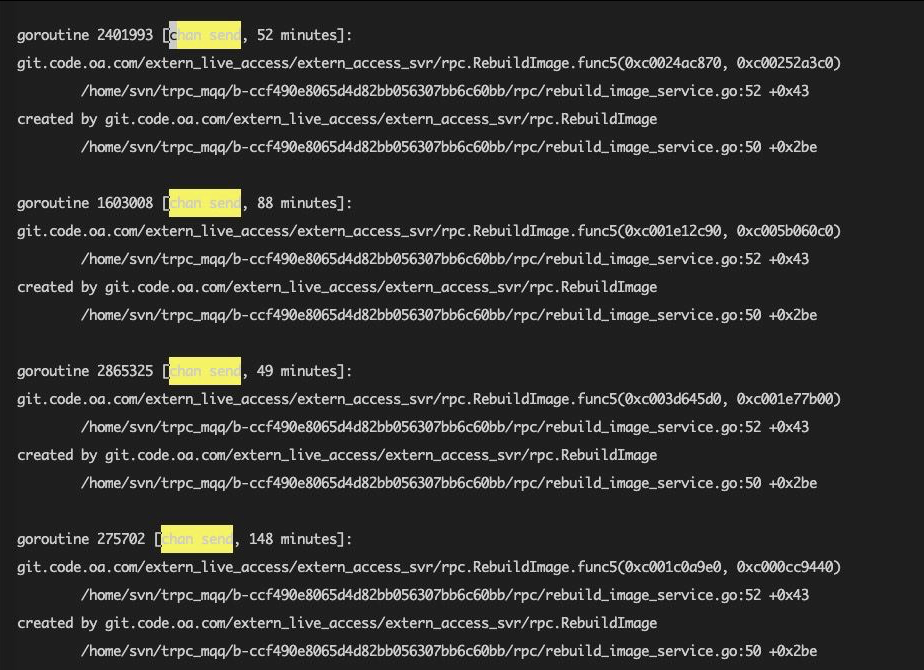 goroutine 2401993 [chan send, 52 minutes]:
git.code.oa.com/extern_live_access/extern_access_svr/rpc.RebuildImage.func5(0xc0024ac870, 0xc00252a3c0)
/home/svn/trpc_mqq/b-ccf490e8065d4d82bb056307bb6c60bb/rpc/rebuild_image_service.go:52 +0x43
created by git.code.oa.com/extern_live_access/extern_access_svr/rpc.RebuildImage
/home/svn/trpc_mqq/b-ccf490e8065d4d82bb056307bb6c60bb/rpc/rebuild_image_service.go:50 +0x2be
goroutine 1603008 [chan send, 88 minutes]:
git.code.oa.com/extern_live_access/extern_access_svr/rpc.RebuildImage.func5(0xc001e12c90, 0xc005b060c0)
/home/svn/trpc_mqq/b-ccf490e8065d4d82bb056307bb6c60bb/rpc/rebuild_image_service.go:52 +0x43
created by git.code.oa.com/extern_live_access/extern_access_svr/rpc.RebuildImage
/home/svn/trpc_mqq/b-ccf490e8065d4d82bb056307bb6c60bb/rpc/rebuild_image_service.go:50 +0x2be
goroutine 2865325 [chan send, 49 minutes]:
git.code.oa.com/extern_live_access/extern_access_svr/rpc.RebuildImage.func5(0xc003d645d0, 0xc001e77b00)
/home/svn/trpc_mqq/b-ccf490e8065d4d82bb056307bb6c60bb/rpc/rebuild_image_service.go:52 +0x43
created by git.code.oa.com/extern_live_access/extern_access_svr/rpc.RebuildImage
/home/svn/trpc_mqq/b-ccf490e8065d4d82bb056307bb6c60bb/rpc/rebuild_image_service.go:50 +0x2be
goroutine 275702 [chan send, 148 minutes]:
git.code.oa.com/extern_live_access/extern_access_svr/rpc.RebuildImage.func5(0xc001c0a9e0, 0xc000cc9440)
/home/svn/trpc_mqq/b-ccf490e8065d4d82bb056307bb6c60bb/rpc/rebuild_image_service.go:52 +0x43
created by git.code.oa.com/extern_live_access/extern_access_svr/rpc.RebuildImage
/home/svn/trpc_mqq/b-ccf490e8065d4d82bb056307bb6c60bb/rpc/rebuild_image_service.go:50 +0x2be